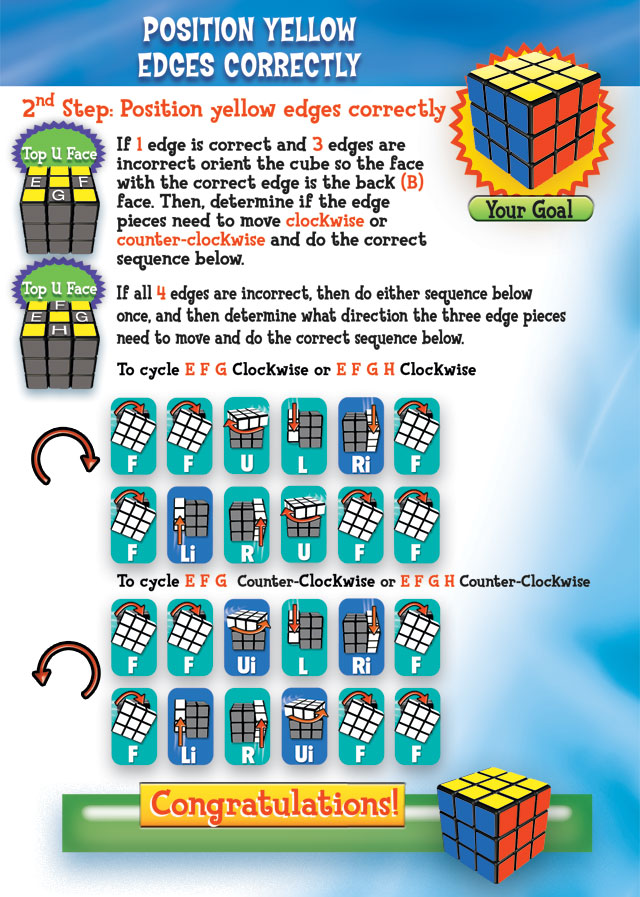 POSITION YELLOW
EDGES CORRECTLY
2nd Step: Position yellow edges correctly
Top U Face
E F
G
If 1 edge is correct and 3 edges are
incorrect orient the cube so the face
with the correct edge is the back (B)
face. Then, determine if the edge
pieces need to move clockwise or
counter-clockwise and do the correct
sequence below.
Your Goal
Top U Face
F
E G
H
If all 4 edges are incorrect, then do either sequence below
once, and then determine what direction the three edge pieces
need to move and do the correct sequence below.
To cycle E F G Clockwise or E F G H Clockwise
F F U L Ri F
F Li R U F F
To cycle E F G Counter-Clockwise or E F G H Counter-Clockwise
F F Ui L Ri F
F Li R Ui F F
Congratulations!